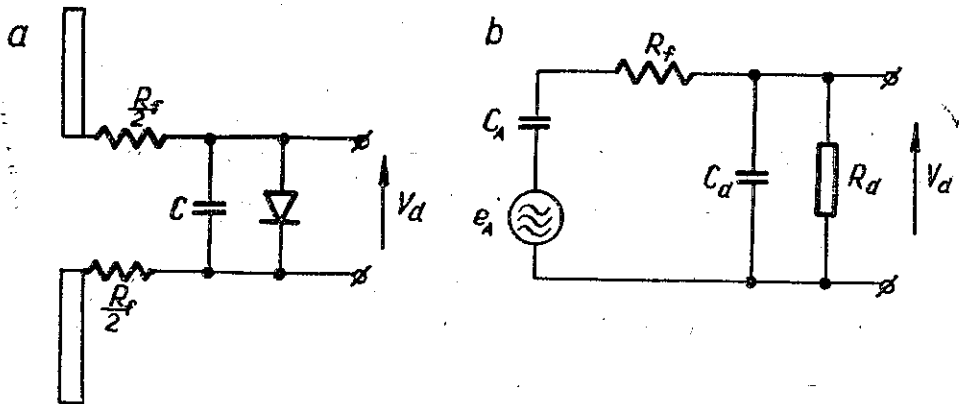 a
R_f/2
C
V_d
R_f/2
b
R_f
C_A
e_A
C_d
R_d
V_d